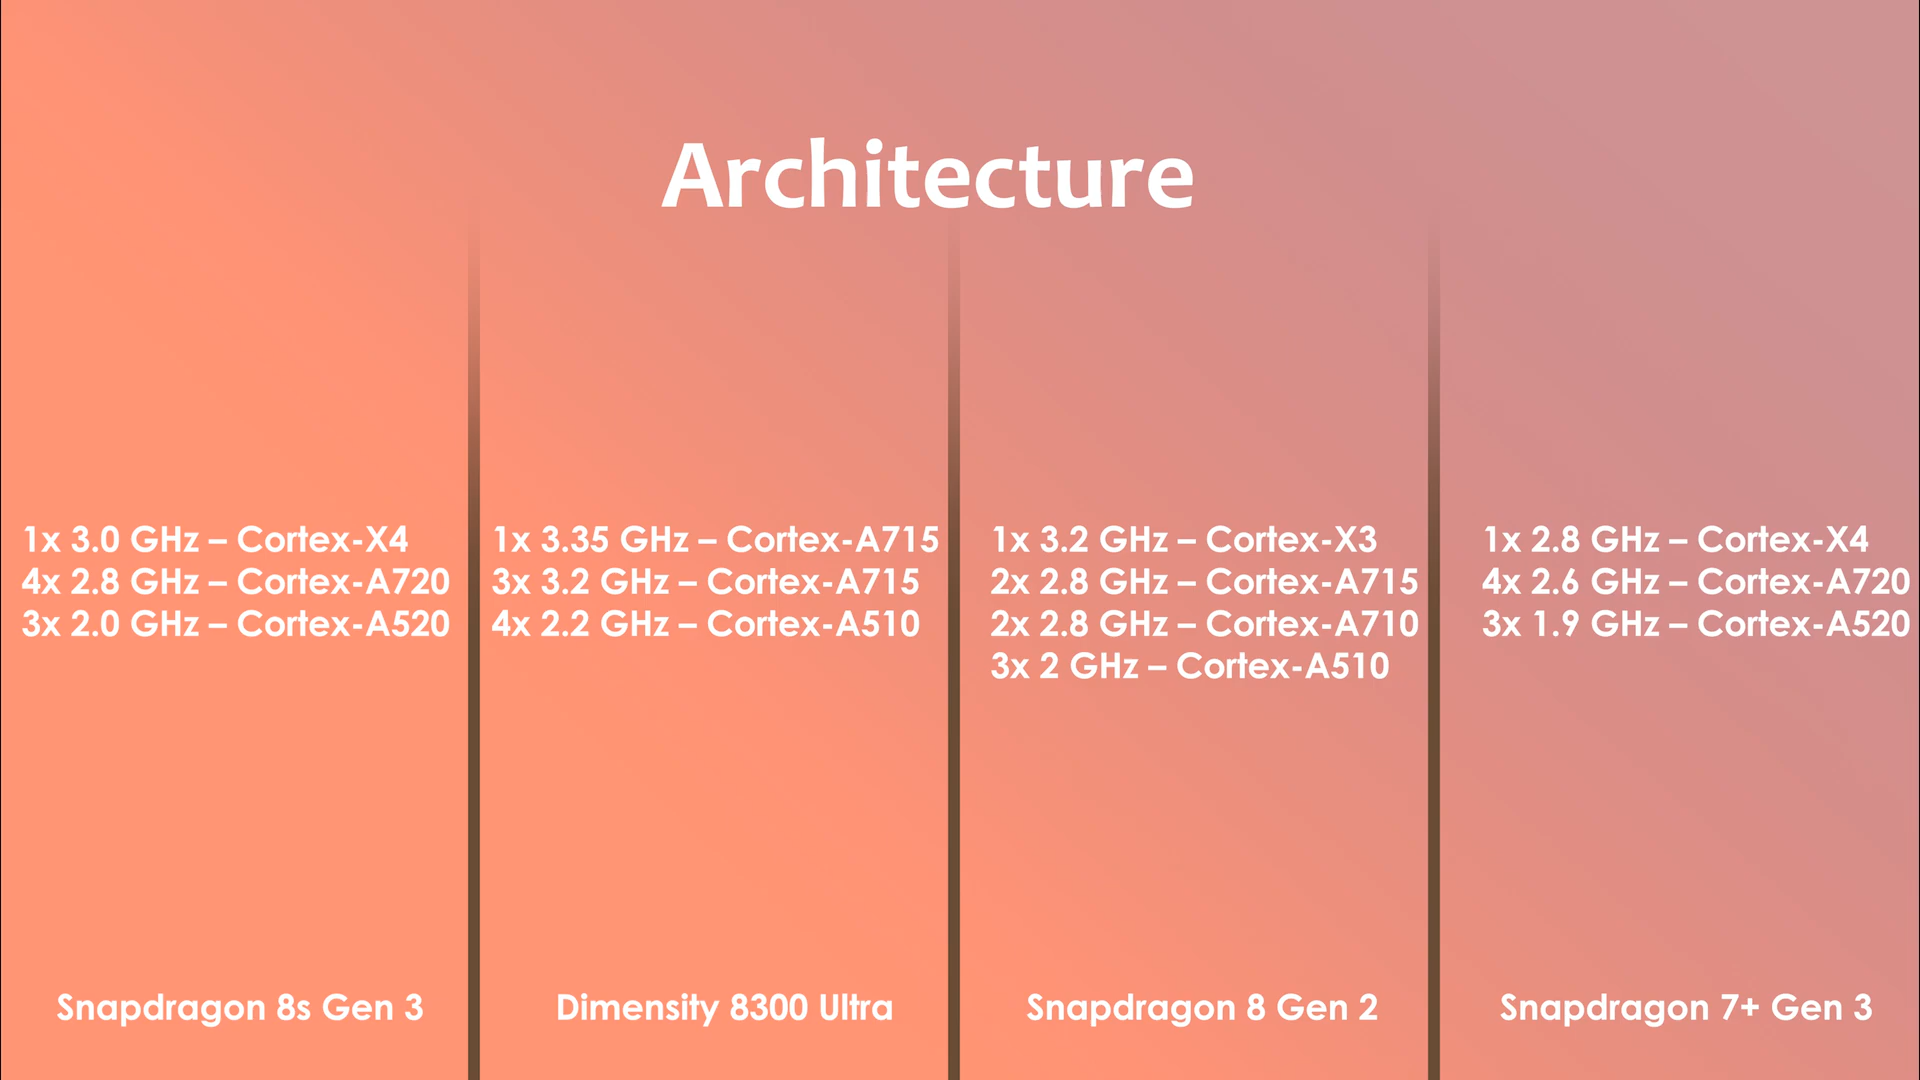 Architecture
1x 3.0 GHz – Cortex-X4
4x 2.8 GHz – Cortex-A720
3x 2.0 GHz – Cortex-A520
1x 3.35 GHz – Cortex-A715
3x 3.2 GHz – Cortex-A715
4x 2.2 GHz – Cortex-A510
1x 3.2 GHz – Cortex-X3
2x 2.8 GHz – Cortex-A715
2x 2.8 GHz – Cortex-A710
3x 2 GHz – Cortex-A510
1x 2.8 GHz – Cortex-X4
4x 2.6 GHz – Cortex-A720
3x 1.9 GHz – Cortex-A520
Snapdragon 8s Gen 3
Dimensity 8300 Ultra
Snapdragon 8 Gen 2
Snapdragon 7+ Gen 3